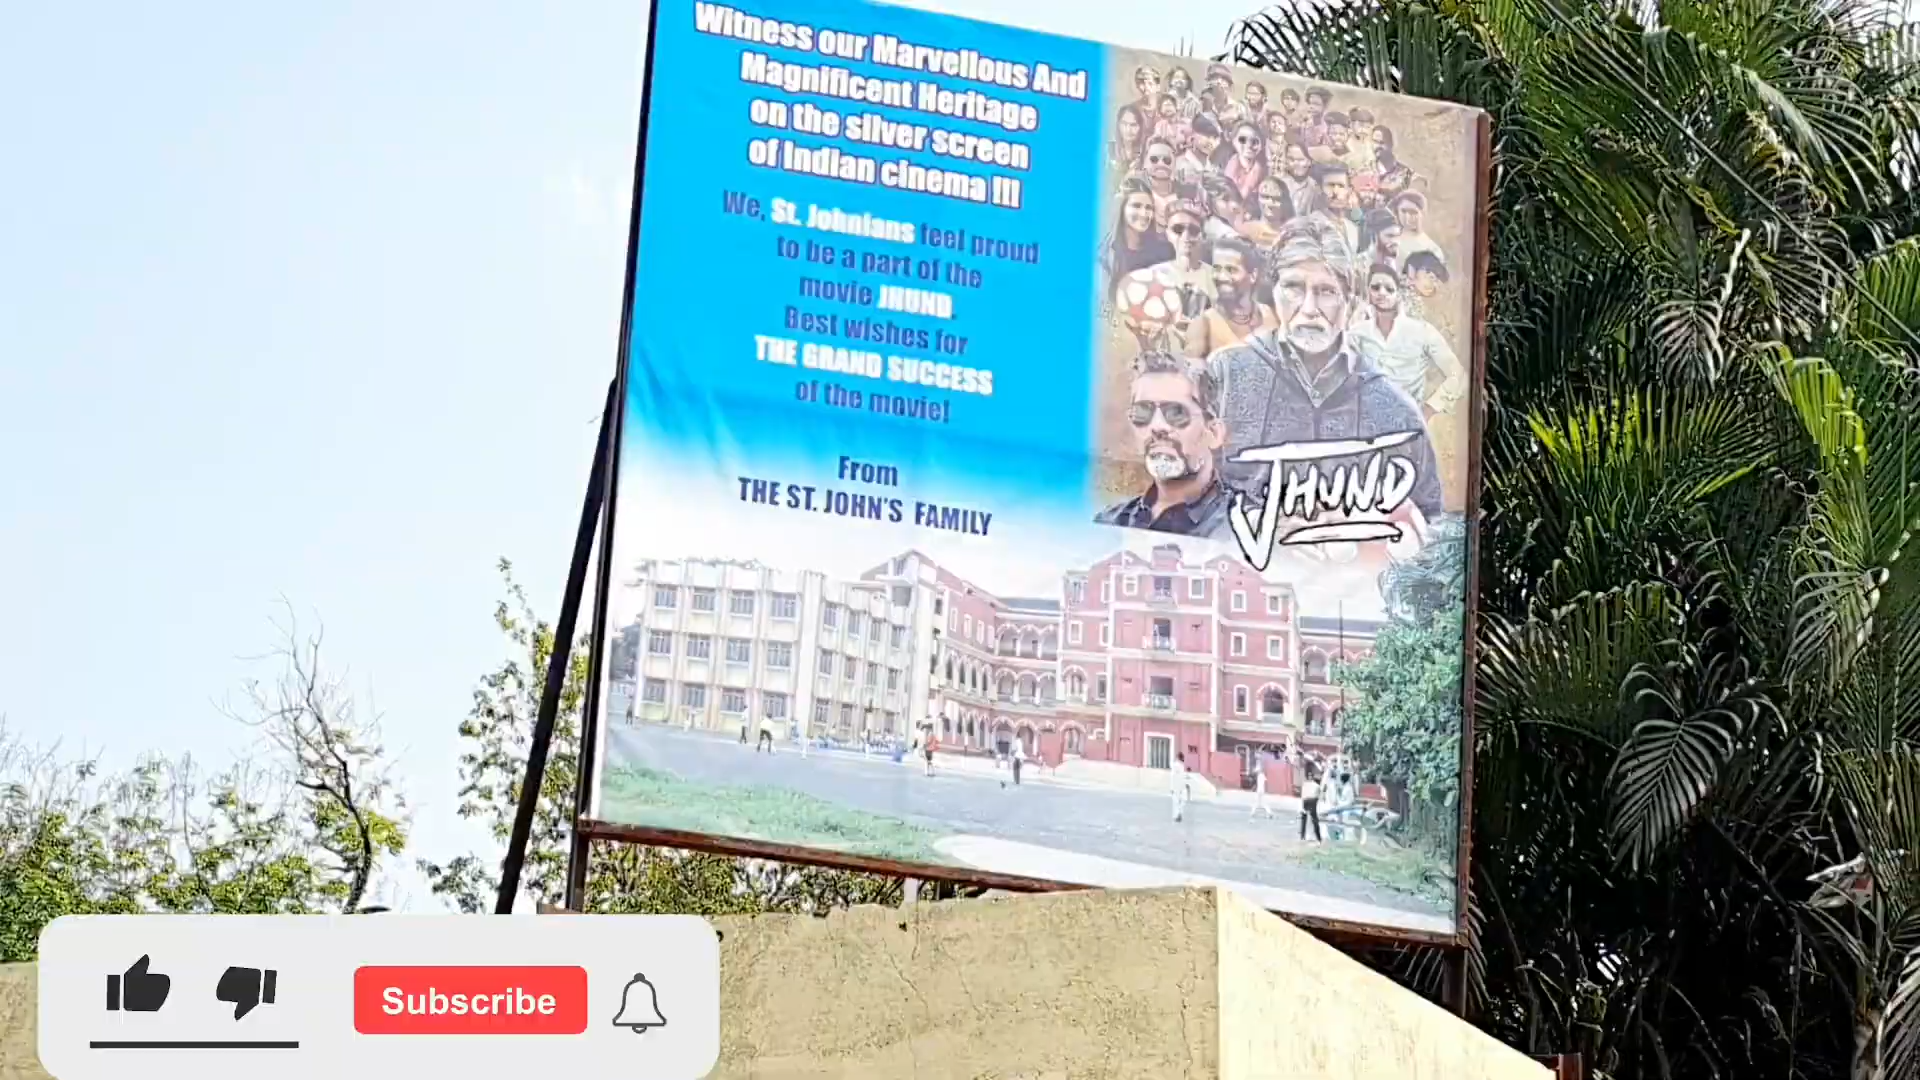 Witness our Marvellous And
Magnificent Heritage
on the silver screen
of Indian cinema !!!
We, St. Johnians feel proud
to be a part of the
movie JHUND.
Best wishes for
THE GRAND SUCCESS
of the movie!
From
THE ST. JOHN'S FAMILY
JHUND
Subscribe